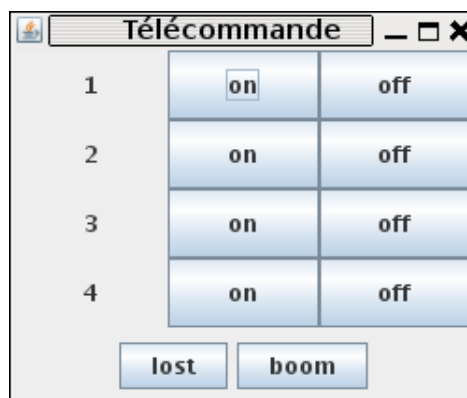 Télécommande
1 on off
2 on off
3 on off
4 on off
lost boom